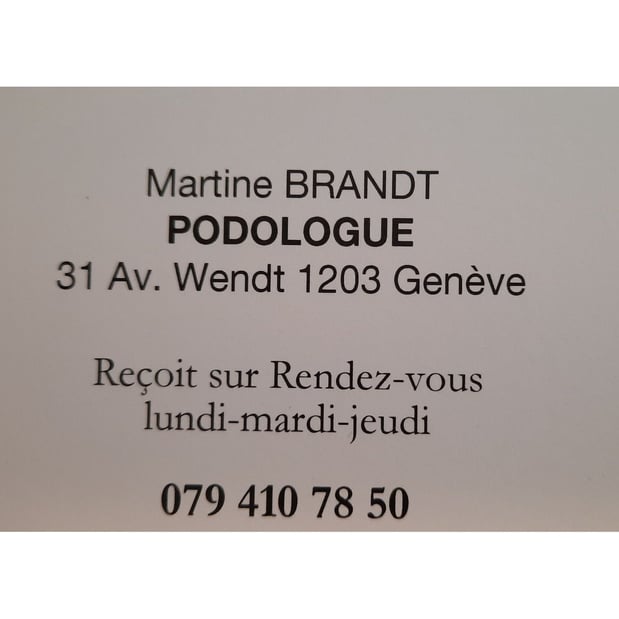 Martine BRANDT
PODOLOGUE
31 Av. Wendt 1203 Genève
Reçoit sur Rendez-vous
lundi-mardi-jeudi
079 410 78 50